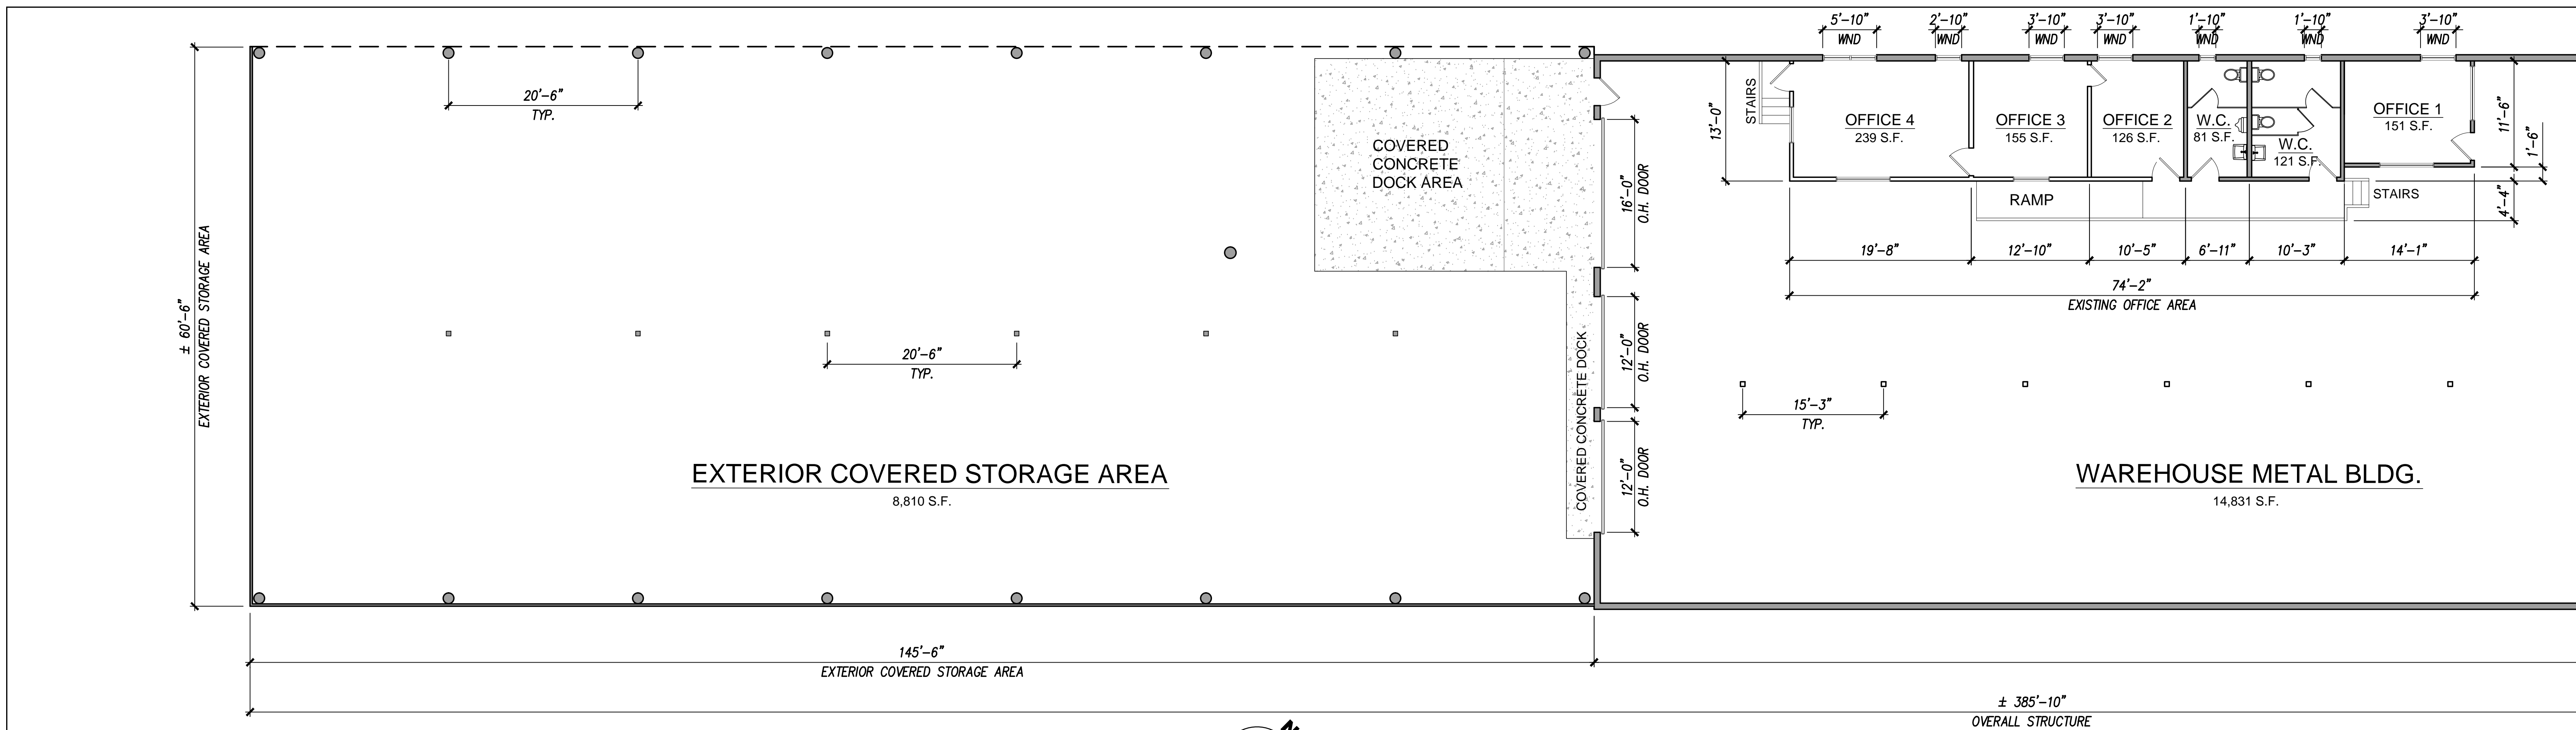 5'-10"
WND
2'-10"
WND
3'-10"
WND
3'-10"
WND
1'-10"
WND
1'-10"
WND
3'-10"
WND
20'-6"
TYP.
COVERED
CONCRETE
DOCK AREA
16'-0"
O.H. DOOR
13'-0"
STAIRS
OFFICE 4
239 S.F.
OFFICE 3
155 S.F.
OFFICE 2
126 S.F.
W.C.
81 S.F.
W.C.
121 S.F.
OFFICE 1
151 S.F.
11'-6"
1'-6"
4'-4"
RAMP
STAIRS
19'-8"
12'-10"
10'-5"
6'-11"
10'-3"
14'-1"
74'-2"
EXISTING OFFICE AREA
± 60'-6"
EXTERIOR COVERED STORAGE AREA
20'-6"
TYP.
COVERED CONCRETE DOCK
12'-0"
O.H. DOOR
12'-0"
O.H. DOOR
15'-3"
TYP.
EXTERIOR COVERED STORAGE AREA
8,810 S.F.
WAREHOUSE METAL BLDG.
14,831 S.F.
145'-6"
EXTERIOR COVERED STORAGE AREA
± 385'-10"
OVERALL STRUCTURE